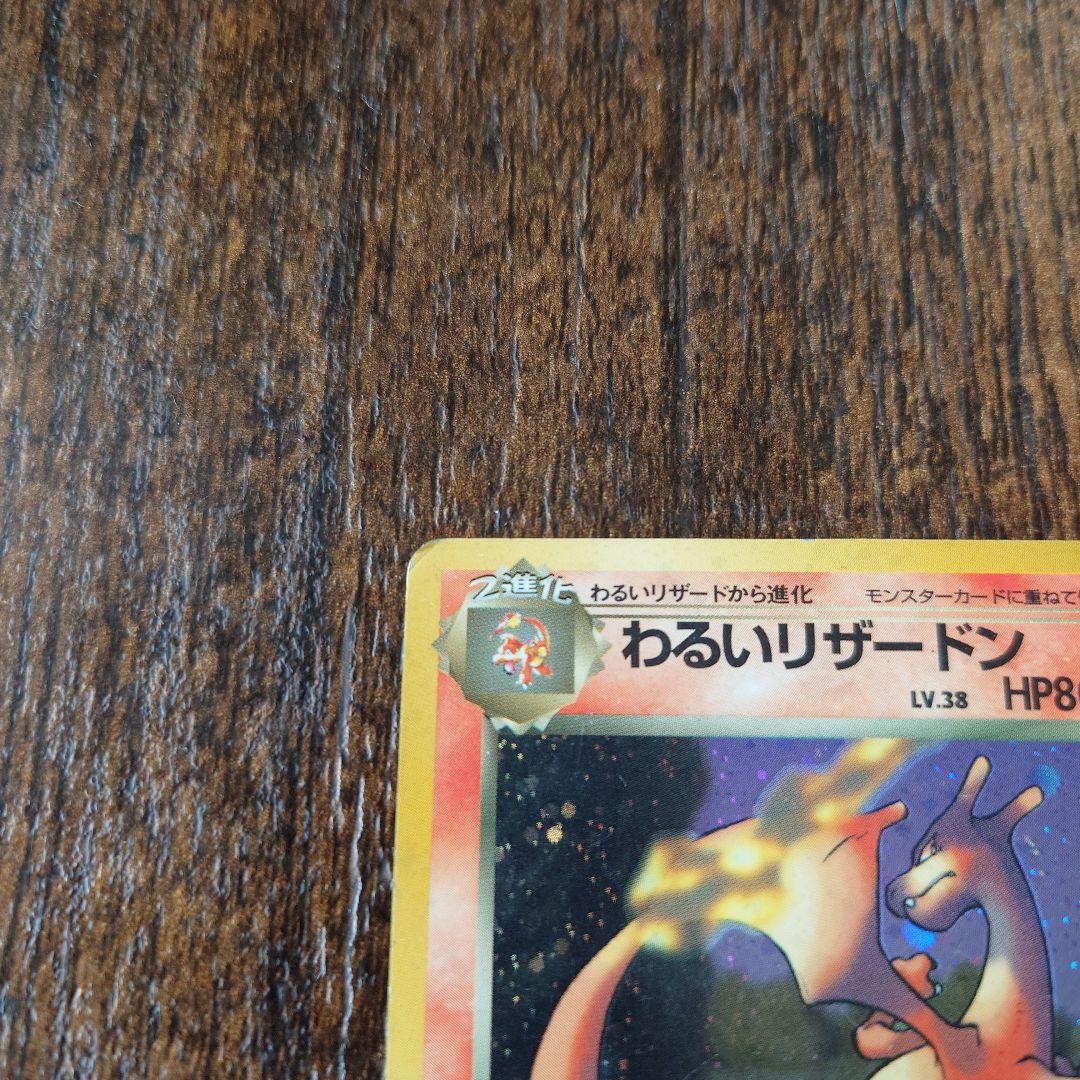 2進化 わるいリザードから進化 モンスターカードに重ねて
わるいリザードン
LV.38 HP8